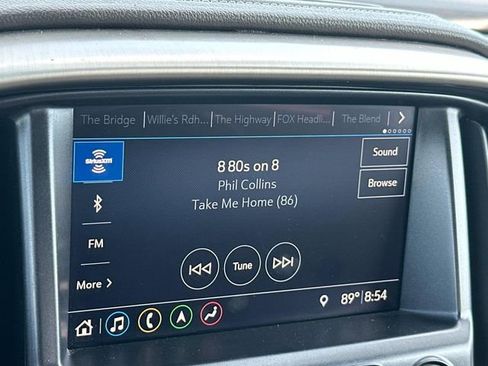 The Bridge | Willie's Rdh... | The Highway | FOX Headli... | The Blend
SiriusXM
8 80s on 8
Phil Collins
Take Me Home (86)
Sound
Browse
FM
More
Tune
89° 8:54